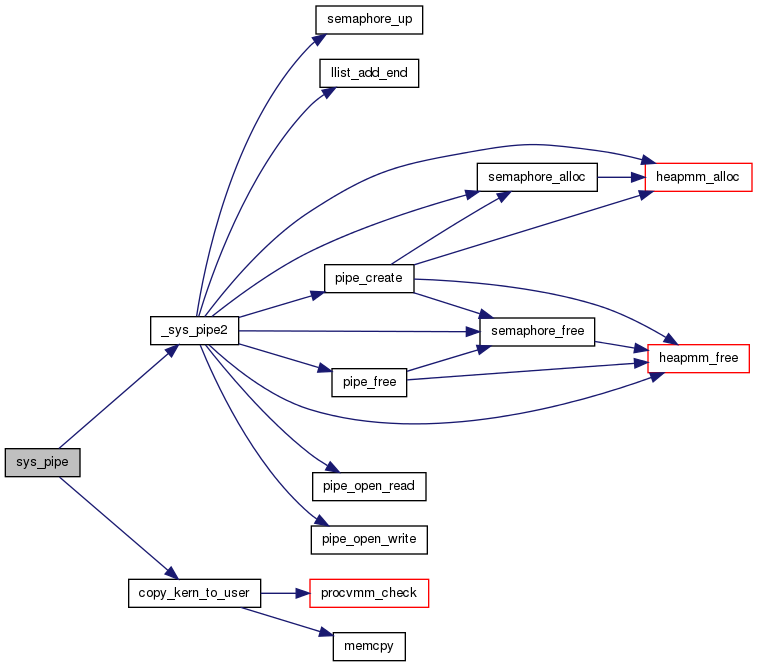 semaphore_up
llist_add_end
semaphore_alloc
heapmm_alloc
pipe_create
_sys_pipe2
semaphore_free
heapmm_free
pipe_free
sys_pipe
pipe_open_read
pipe_open_write
copy_kern_to_user
procvmm_check
memcpy